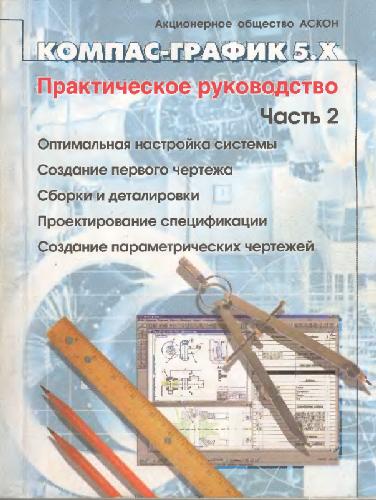 Акционерное общество АСКОН
КОМПАС-ГРАФИК 5.X
Практическое руководство
Часть 2
Оптимальная настройка системы
Создание первого чертежа
Сборки и деталировки
Проектирование спецификации
Создание параметрических чертежей